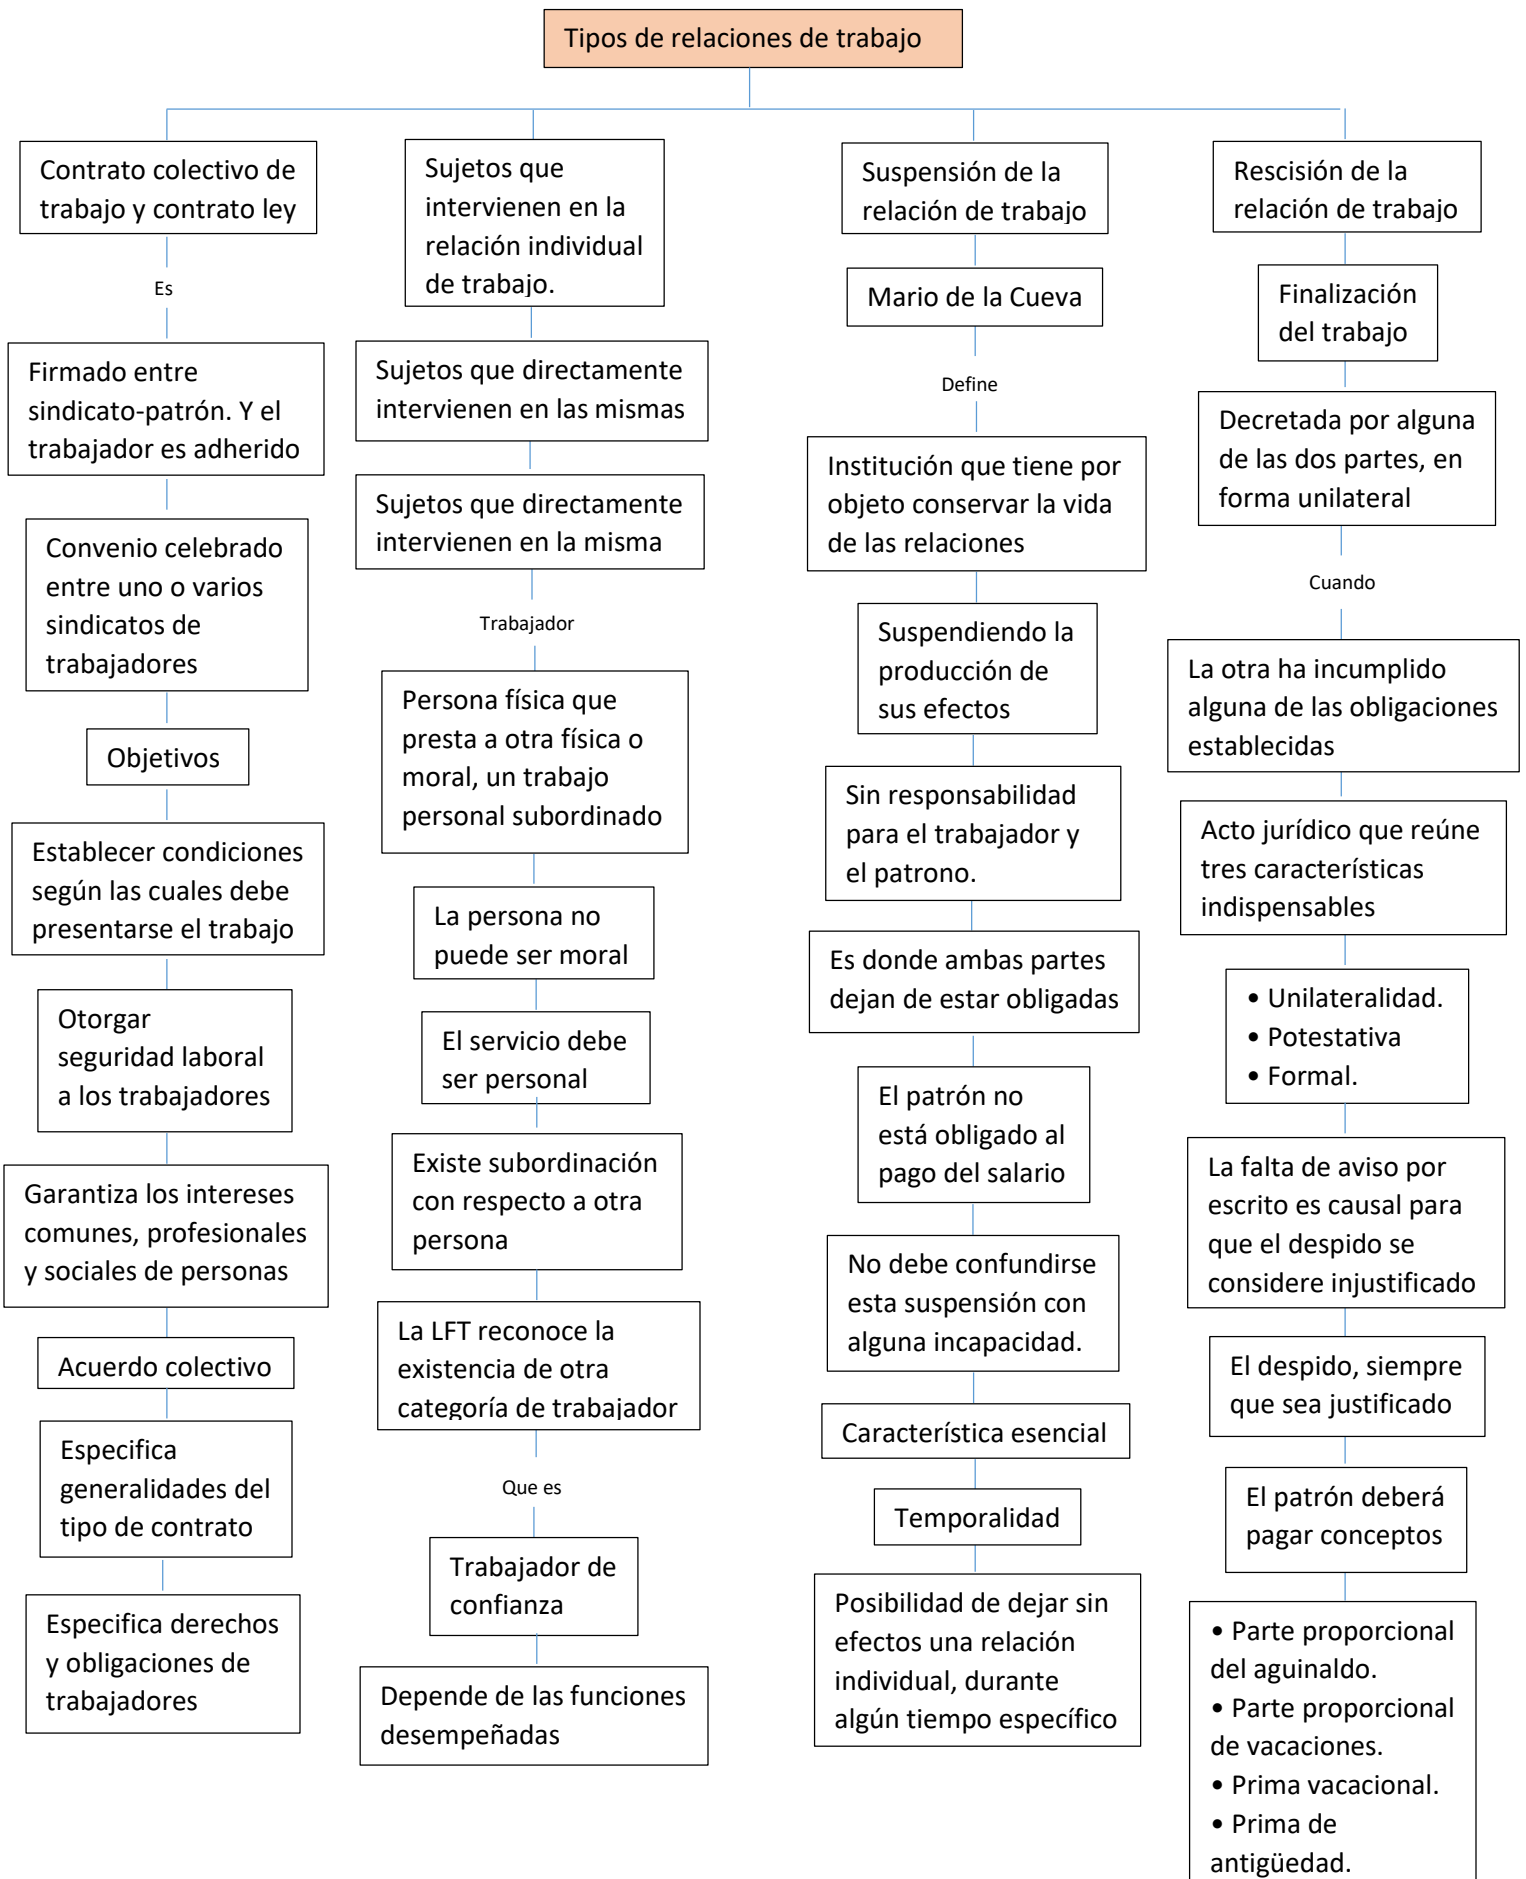 Tipos de relaciones de trabajo
Contrato colectivo de
trabajo y contrato ley
Es
Firmado entre
sindicato-patrón. Y el
trabajador es adherido
Convenio celebrado
entre uno o varios
sindicatos de
trabajadores
Objetivos
Establecer condiciones
según las cuales debe
presentarse el trabajo
Otorgar
seguridad laboral
a los trabajadores
Garantiza los intereses
comunes, profesionales
y sociales de personas
Acuerdo colectivo
Especifica
generalidades del
tipo de contrato
Especifica derechos
y obligaciones de
trabajadores
Sujetos que
intervienen en la
relación individual
de trabajo.
Sujetos que directamente
intervienen en las mismas
Sujetos que directamente
intervienen en la misma
Trabajador
Persona física que
presta a otra física o
moral, un trabajo
personal subordinado
La persona no
puede ser moral
El servicio debe
ser personal
Existe subordinación
con respecto a otra
persona
La LFT reconoce la
existencia de otra
categoría de trabajador
Que es
Trabajador de
confianza
Depende de las funciones
desempeñadas
Suspensión de la
relación de trabajo
Mario de la Cueva
Define
Institución que tiene por
objeto conservar la vida
de las relaciones
Suspendiendo la
producción de
sus efectos
Sin responsabilidad
para el trabajador y
el patrono.
Es donde ambas partes
dejan de estar obligadas
El patrón no
está obligado al
pago del salario
No debe confundirse
esta suspensión con
alguna incapacidad.
Característica esencial
Temporalidad
Posibilidad de dejar sin
efectos una relación
individual, durante
algún tiempo específico
Rescisión de la
relación de trabajo
Finalización
del trabajo
Decretada por alguna
de las dos partes, en
forma unilateral
Cuando
La otra ha incumplido
alguna de las obligaciones
establecidas
Acto jurídico que reúne
tres características
indispensables
• Unilateralidad.
• Potestativa
• Formal.
La falta de aviso por
escrito es causal para
que el despido se
considere injustificado
El despido, siempre
que sea justificado
El patrón deberá
pagar conceptos
• Parte proporcional
del aguinaldo.
• Parte proporcional
de vacaciones.
• Prima vacacional.
• Prima de
antigüedad.